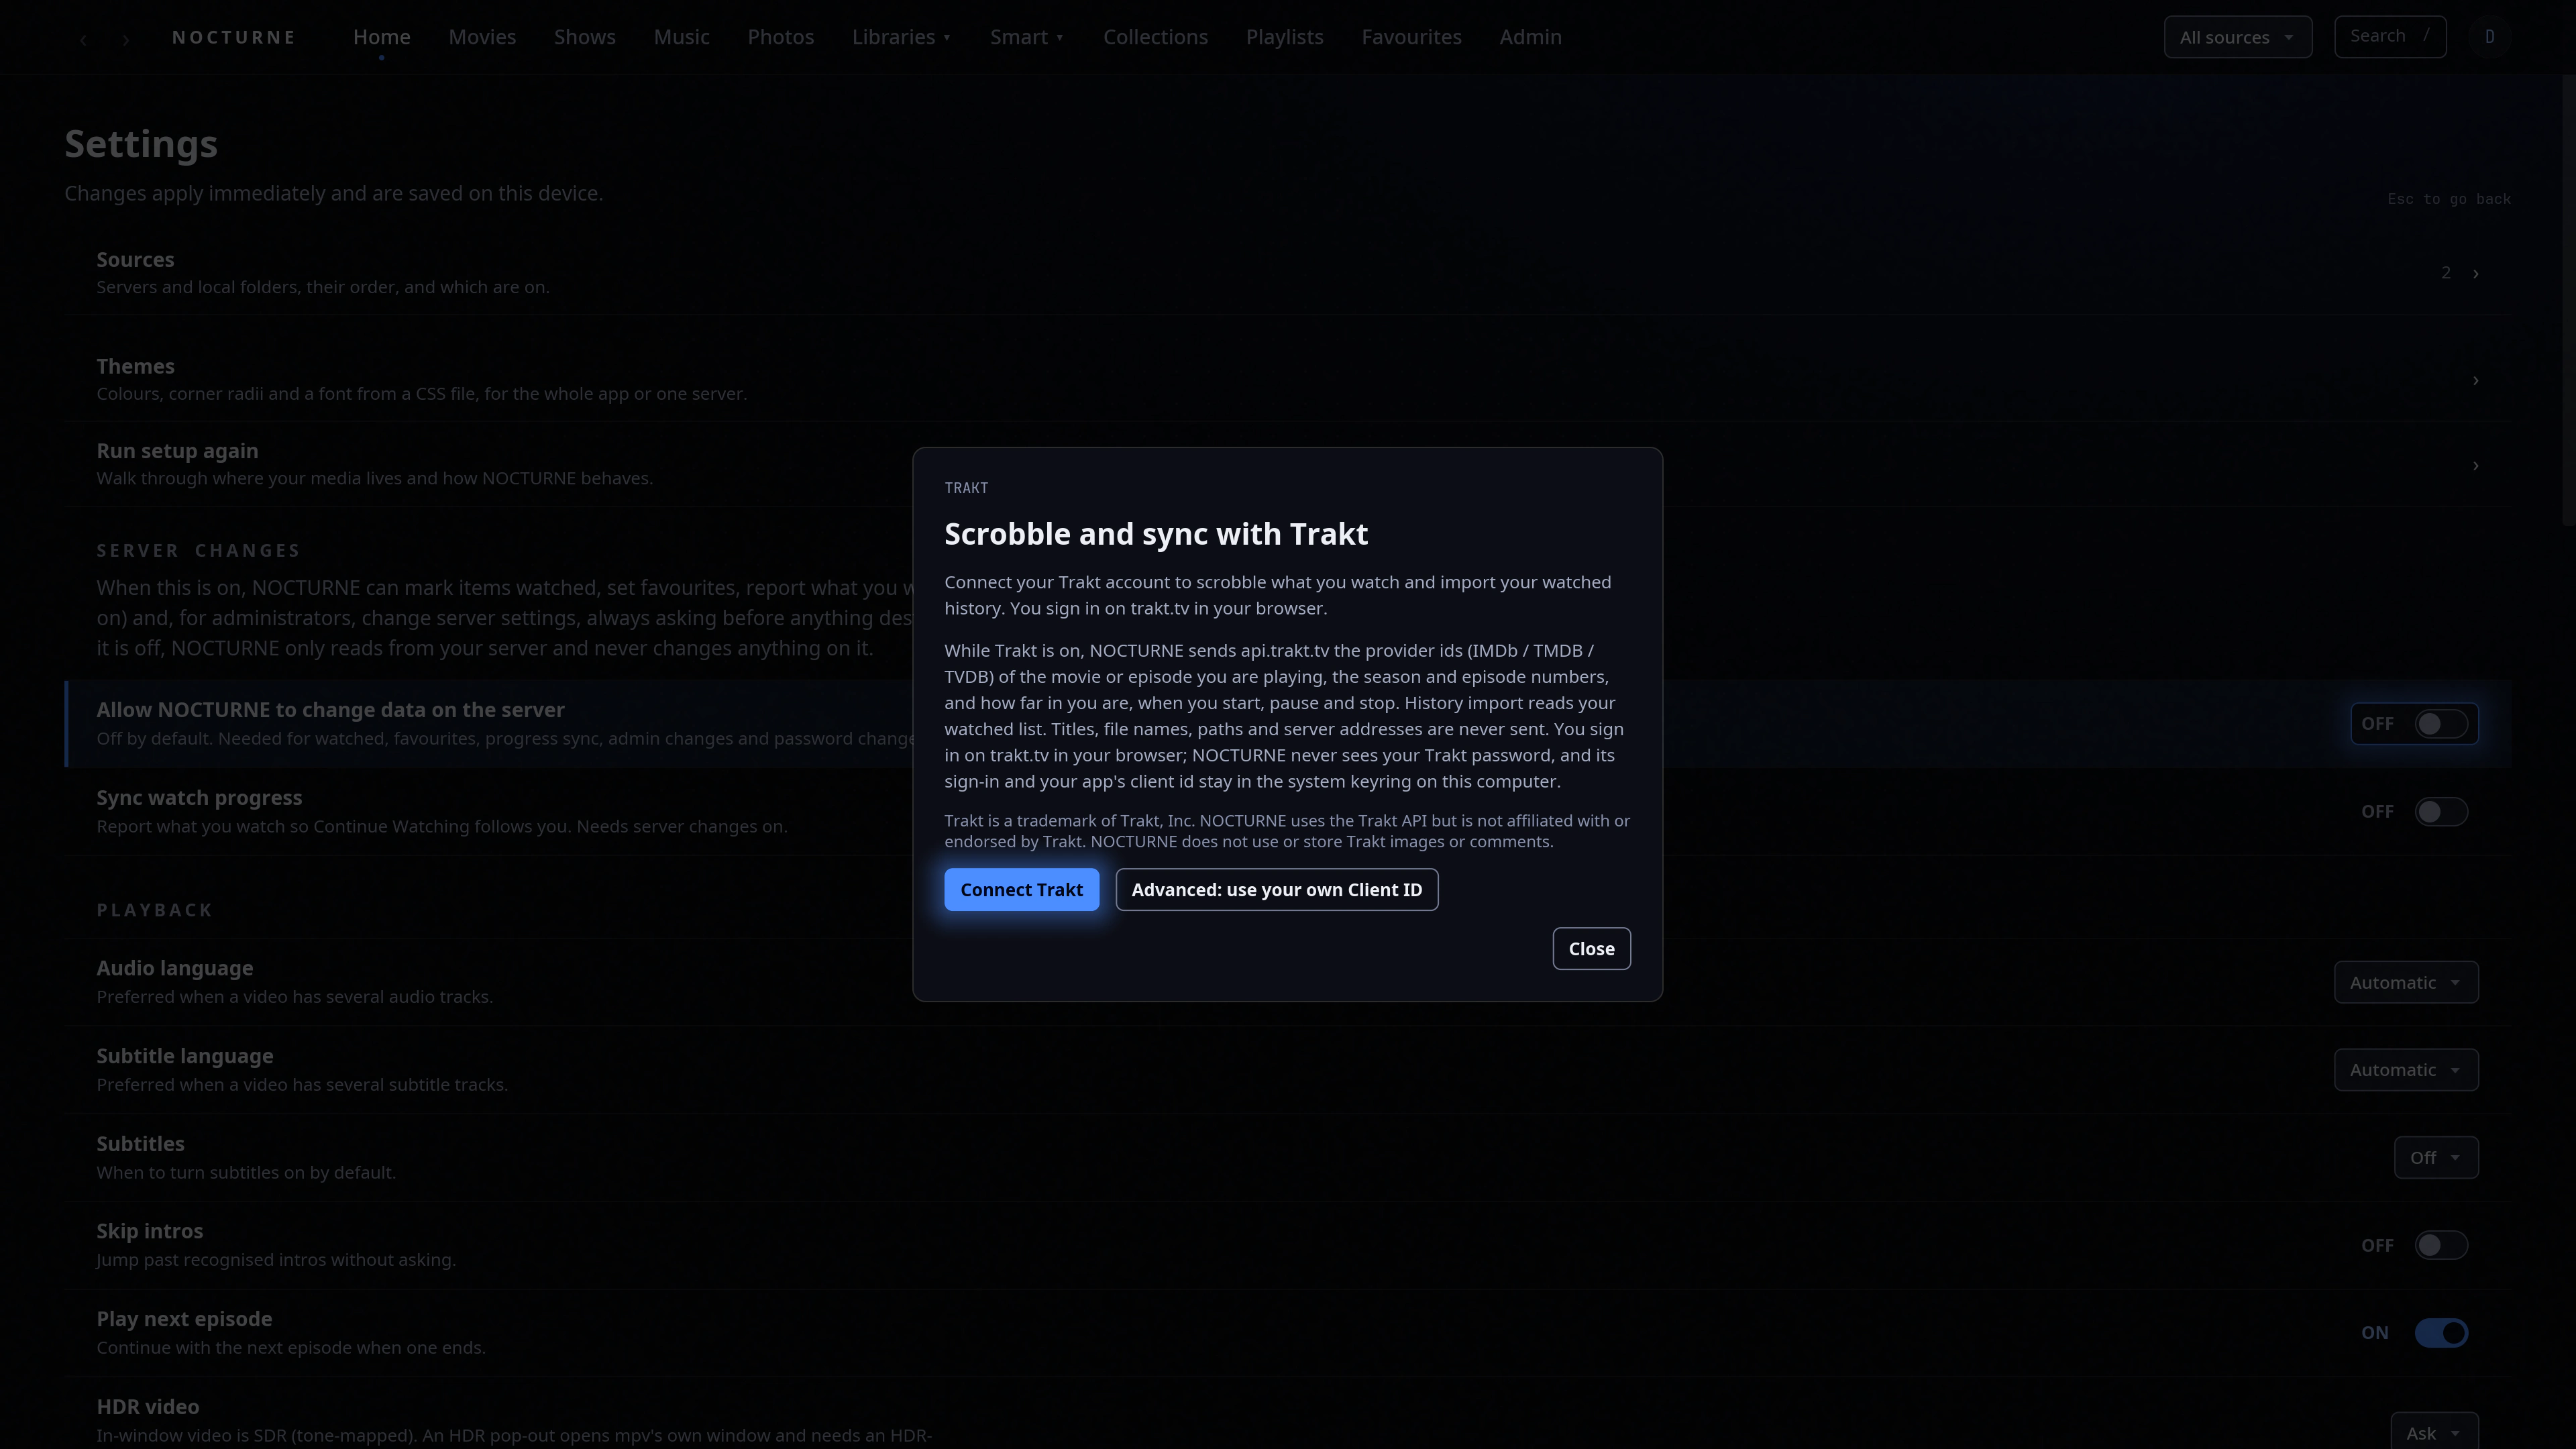 ‹ › NOCTURNE Home Movies Shows Music Photos Libraries ▾ Smart ▾ Collections Playlists Favourites Admin All sources Search / D
Settings
Changes apply immediately and are saved on this device.
Esc to go back
Sources
Servers and local folders, their order, and which are on.
2 ›
Themes
Colours, corner radii and a font from a CSS file, for the whole app or one server.
›
Run setup again
Walk through where your media lives and how NOCTURNE behaves.
›
SERVER CHANGES
When this is on, NOCTURNE can mark items watched, set favourites, report what you
on) and, for administrators, change server settings, always asking before anything
it is off, NOCTURNE only reads from your server and never changes anything on it.
Allow NOCTURNE to change data on the server
Off by default. Needed for watched, favourites, progress sync, admin changes and password
OFF
Sync watch progress
Report what you watch so Continue Watching follows you. Needs server changes on.
OFF
PLAYBACK
Audio language
Preferred when a video has several audio tracks.
Automatic
Subtitle language
Preferred when a video has several subtitle tracks.
Automatic
Subtitles
When to turn subtitles on by default.
Off
Skip intros
Jump past recognised intros without asking.
OFF
Play next episode
Continue with the next episode when one ends.
ON
HDR video
In-window video is SDR (tone-mapped). An HDR pop-out opens mpv's own window and needs an HDR-
Ask
TRAKT
Scrobble and sync with Trakt
Connect your Trakt account to scrobble what you watch and import your watched
history. You sign in on trakt.tv in your browser.
While Trakt is on, NOCTURNE sends api.trakt.tv the provider ids (IMDb / TMDB /
TVDB) of the movie or episode you are playing, the season and episode numbers,
and how far in you are, when you start, pause and stop. History import reads your
watched list. Titles, file names, paths and server addresses are never sent. You sign
in on trakt.tv in your browser; NOCTURNE never sees your Trakt password, and its
sign-in and your app's client id stay in the system keyring on this computer.
Trakt is a trademark of Trakt, Inc. NOCTURNE uses the Trakt API but is not affiliated with or
endorsed by Trakt. NOCTURNE does not use or store Trakt images or comments.
Connect Trakt
Advanced: use your own Client ID
Close